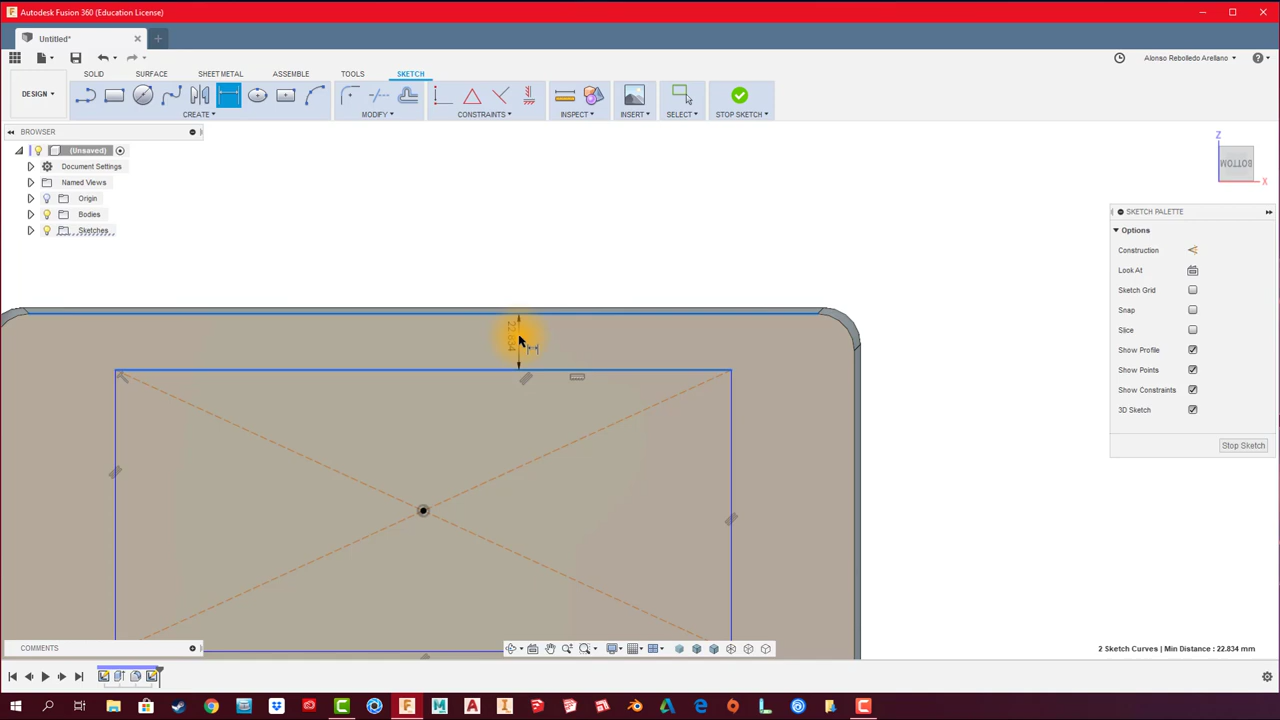 Autodesk Fusion 360 (Education License)
Untitled*
Alonso Rebolledo Arellano
DESIGN
SOLID SURFACE SHEET METAL ASSEMBLE TOOLS SKETCH
CREATE MODIFY CONSTRAINTS INSPECT INSERT SELECT STOP SKETCH
BROWSER
(Unsaved)
Document Settings
Named Views
Origin
Bodies
Sketches
Z
BOTTOM
X
SKETCH PALETTE
Options
Construction
Look At
Sketch Grid
Snap
Slice
Show Profile
Show Points
Show Constraints
3D Sketch
Stop Sketch
22.834
COMMENTS
2 Sketch Curves | Min Distance : 22.834 mm